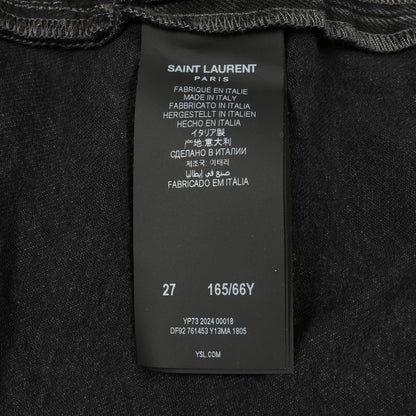 SAINT LAURENT
PARIS
FABRIQUÉ EN ITALIE
MADE IN ITALY
FABBRICATO IN ITALIA
HERGESTELLT IN ITALIEN
HECHO EN ITALIA
イタリア製
产地:意大利
СДЕЛАНО В ИТАЛИИ
제조국: 이태리
صنع في إيطاليا
FABRICADO EM ITÁLIA
27 165/66Y
YP73 2024 00018
DF92 761453 Y13MA 1805
YSL.COM